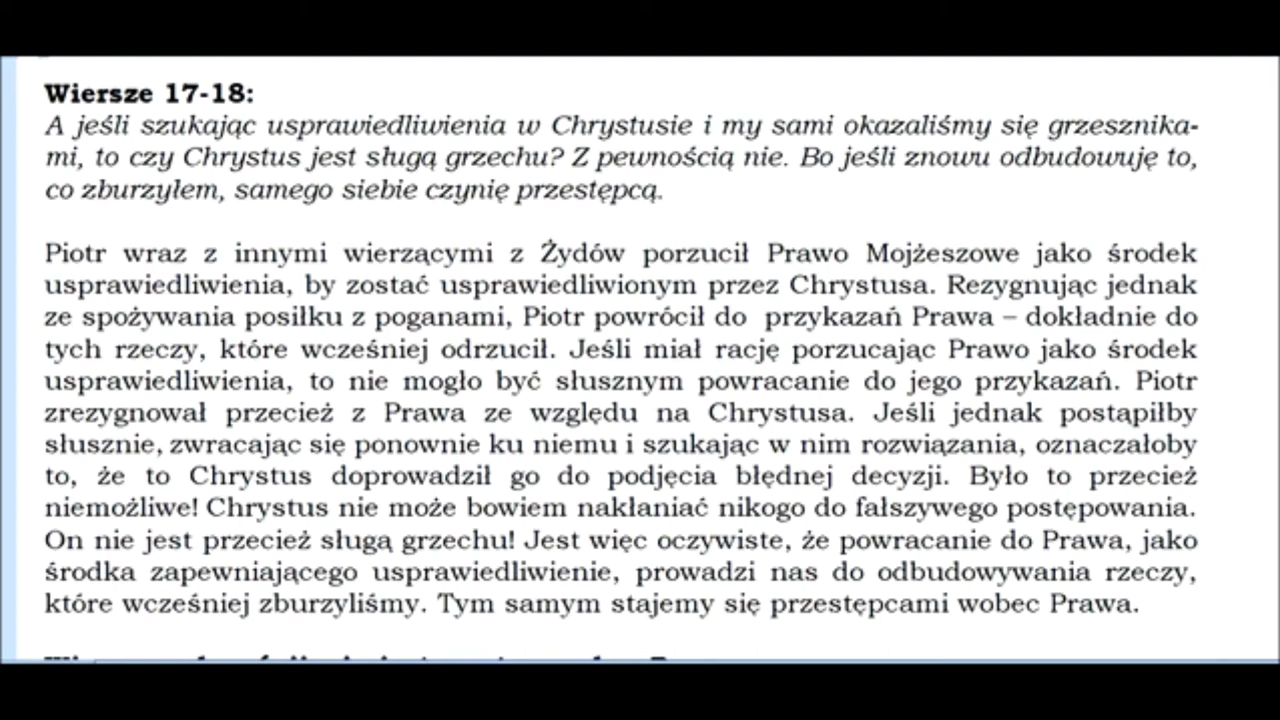 Wiersze 17-18:
A jeśli szukając usprawiedliwienia w Chrystusie i my sami okazaliśmy się grzesznika-
mi, to czy Chrystus jest sługą grzechu? Z pewnością nie. Bo jeśli znowu odbudowuję to,
co zburzyłem, samego siebie czynię przestępcą.
Piotr wraz z innymi wierzącymi z Żydów porzucił Prawo Mojżeszowe jako środek
usprawiedliwienia, by zostać usprawiedliwionym przez Chrystusa. Rezygnując jednak
ze spożywania posiłku z poganami, Piotr powrócił do przykazań Prawa – dokładnie do
tych rzeczy, które wcześniej odrzucił. Jeśli miał rację porzucając Prawo jako środek
usprawiedliwienia, to nie mogło być słusznym powracanie do jego przykazań. Piotr
zrezygnował przecież z Prawa ze względu na Chrystusa. Jeśli jednak postąpiłby
słusznie, zwracając się ponownie ku niemu i szukając w nim rozwiązania, oznaczałoby
to, że to Chrystus doprowadził go do podjęcia błędnej decyzji. Było to przecież
niemożliwe! Chrystus nie może bowiem nakłaniać nikogo do fałszywego postępowania.
On nie jest przecież sługą grzechu! Jest więc oczywiste, że powracanie do Prawa, jako
środka zapewniającego usprawiedliwienie, prowadzi nas do odbudowywania rzeczy,
które wcześniej zburzyliśmy. Tym samym stajemy się przestępcami wobec Prawa.